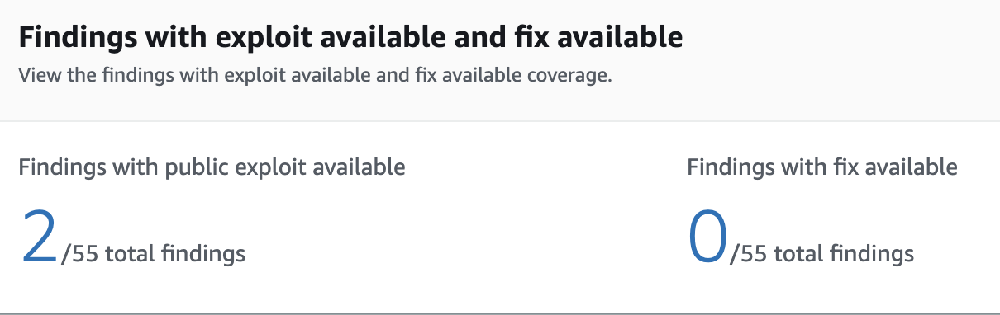 Findings with exploit available and fix available
View the findings with exploit available and fix available coverage.
Findings with public exploit available
2/55 total findings
Findings with fix available
0/55 total findings